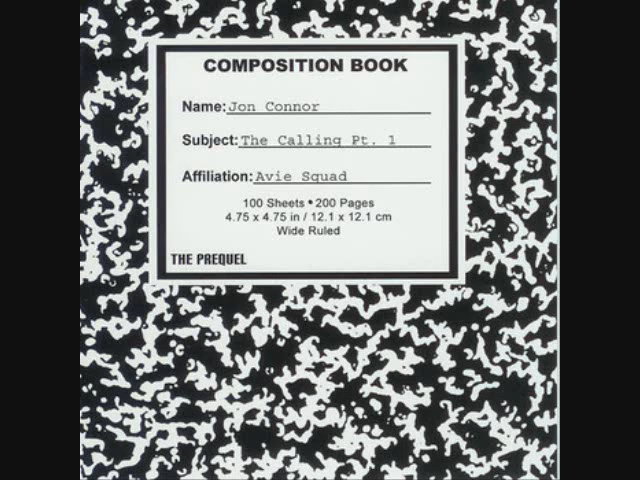 COMPOSITION BOOK
Name: Jon Connor
Subject: The Calling Pt. 1
Affiliation: Avie Squad
100 Sheets • 200 Pages
4.75 x 4.75 in / 12.1 x 12.1 cm
Wide Ruled
THE PREQUEL